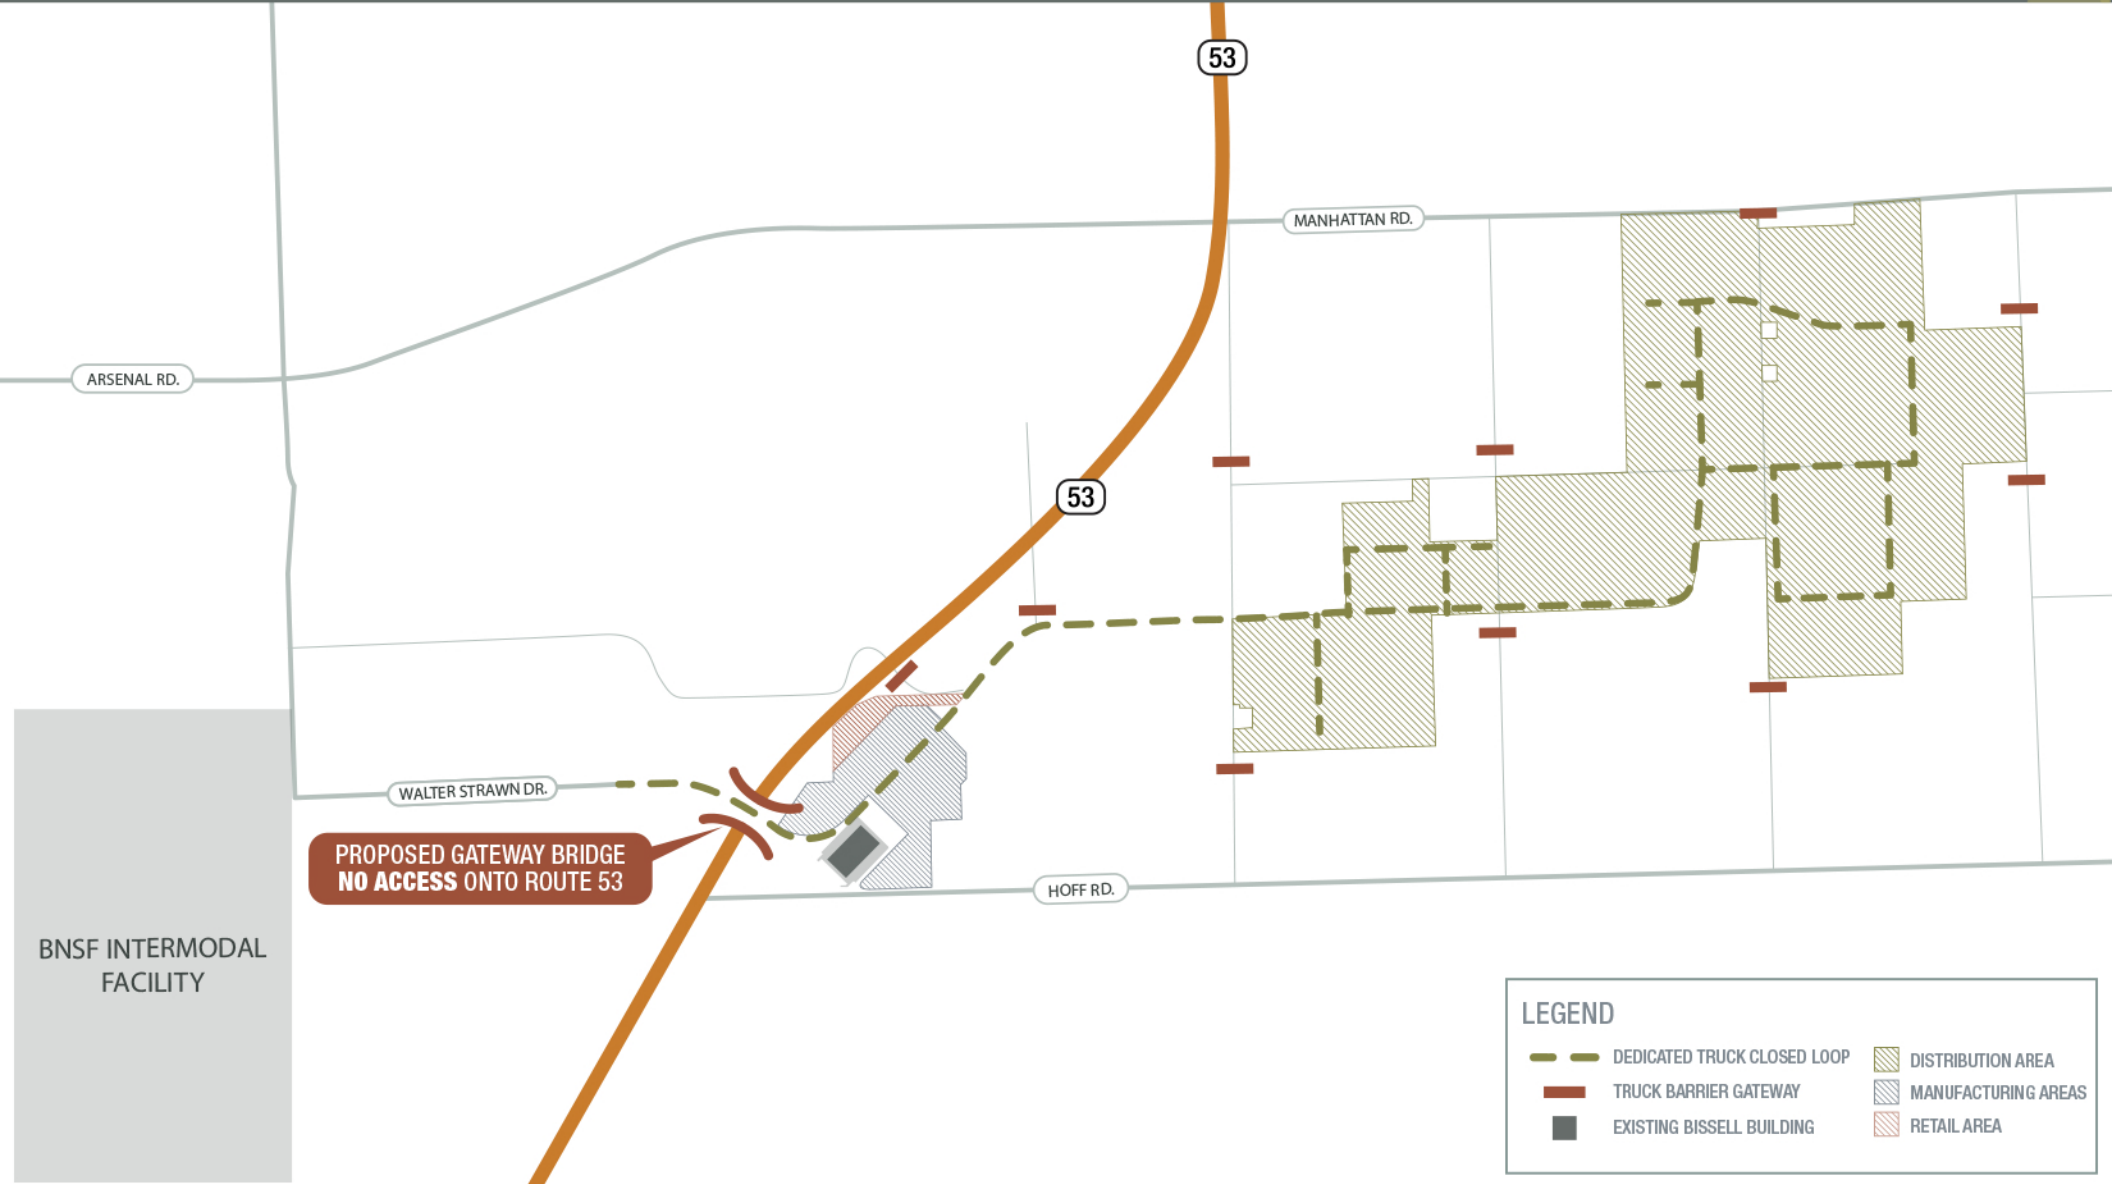 53
MANHATTAN RD.
ARSENAL RD.
53
WALTER STRAWN DR.
PROPOSED GATEWAY BRIDGE
NO ACCESS ONTO ROUTE 53
HOFF RD.
BNSF INTERMODAL
FACILITY
LEGEND
DEDICATED TRUCK CLOSED LOOP
TRUCK BARRIER GATEWAY
EXISTING BISSELL BUILDING
DISTRIBUTION AREA
MANUFACTURING AREAS
RETAIL AREA